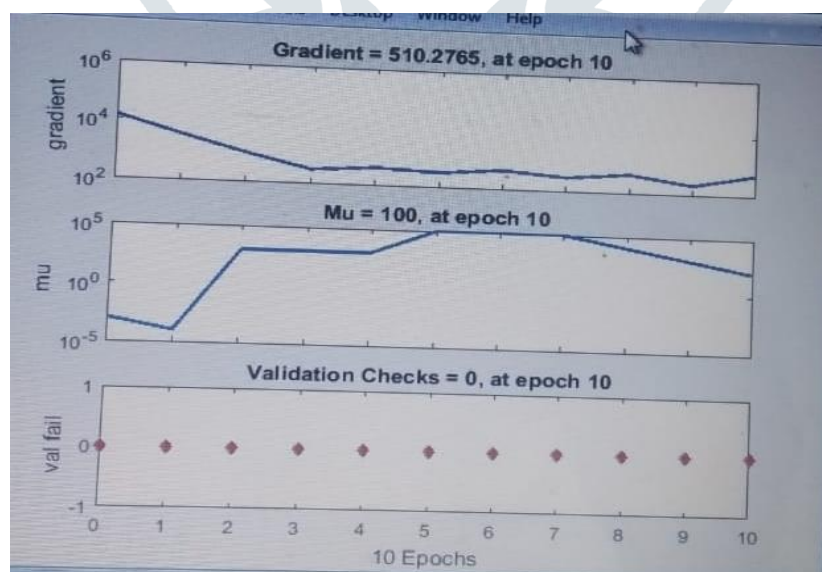 Desktop Window Help
Gradient = 510.2765, at epoch 10
gradient
10⁶
10⁴
10²
Mu = 100, at epoch 10
mu
10⁵
10⁰
10⁻⁵
Validation Checks = 0, at epoch 10
val fail
1
0
-1
0 1 2 3 4 5 6 7 8 9 10
10 Epochs